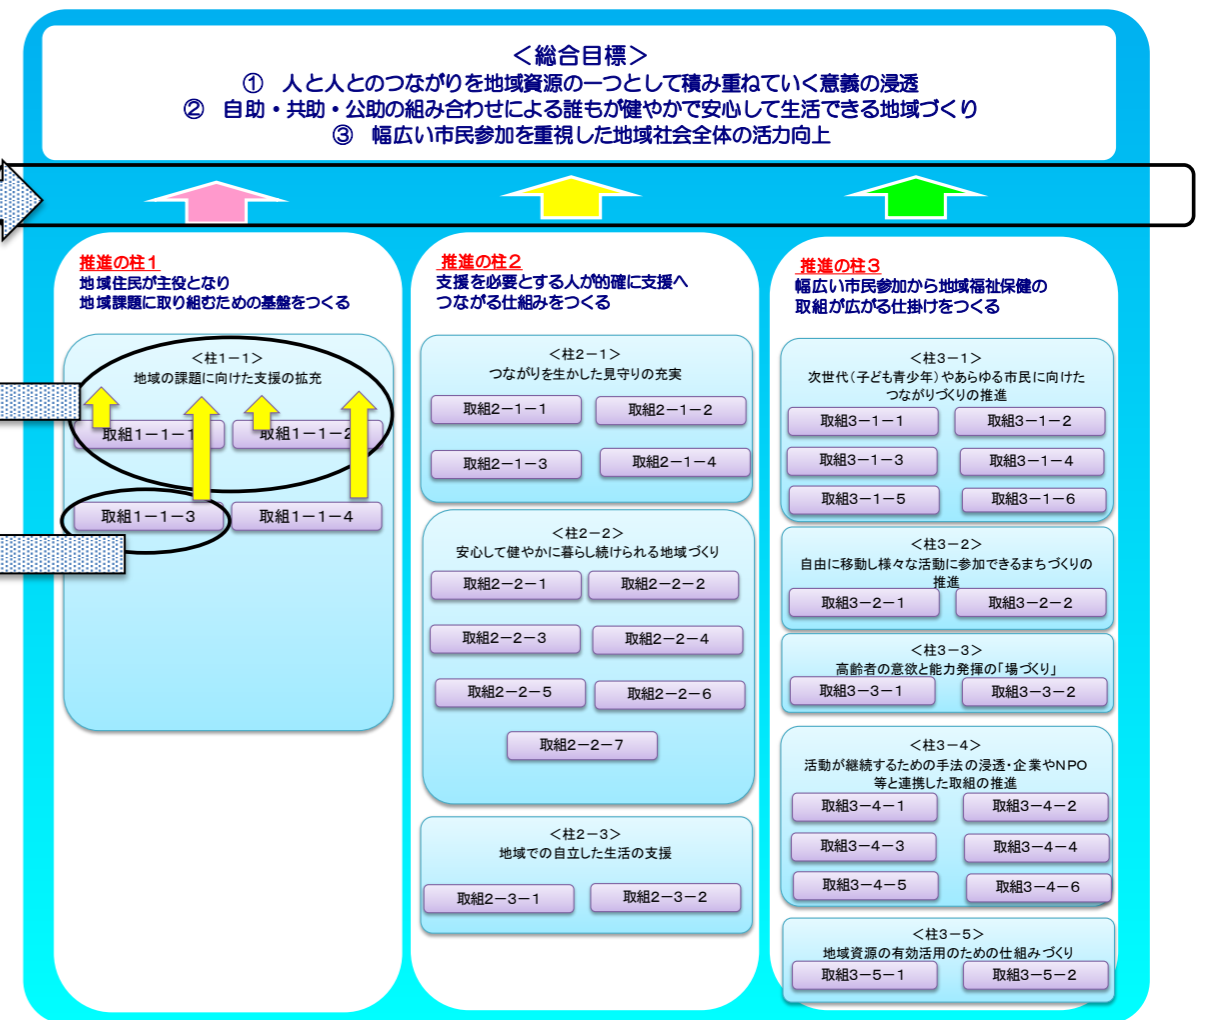 ＜総合目標＞
① 人と人とのつながりを地域資源の一つとして積み重ねていく意義の浸透
② 自助・共助・公助の組み合わせによる誰もが健やかで安心して生活できる地域づくり
③ 幅広い市民参加を重視した地域社会全体の活力向上
推進の柱１
地域住民が主役となり
地域課題に取り組むための基盤をつくる
＜柱１－１＞
地域の課題に向けた支援の拡充
取組１－１－１
取組１－１－２
取組１－１－３
取組１－１－４
推進の柱２
支援を必要とする人が的確に支援へ
つながる仕組みをつくる
＜柱２－１＞
つながりを生かした見守りの充実
取組２－１－１
取組２－１－２
取組２－１－３
取組２－１－４
＜柱２－２＞
安心して健やかに暮らし続けられる地域づくり
取組２－２－１
取組２－２－２
取組２－２－３
取組２－２－４
取組２－２－５
取組２－２－６
取組２－２－７
＜柱２－３＞
地域での自立した生活の支援
取組２－３－１
取組２－３－２
推進の柱３
幅広い市民参加から地域福祉保健の
取組が広がる仕掛けをつくる
＜柱３－１＞
次世代（子ども青少年）やあらゆる市民に向けた
つながりづくりの推進
取組３－１－１
取組３－１－２
取組３－１－３
取組３－１－４
取組３－１－５
取組３－１－６
＜柱３－２＞
自由に移動し様々な活動に参加できるまちづくりの
推進
取組３－２－１
取組３－２－２
＜柱３－３＞
高齢者の意欲と能力発揮の「場づくり」
取組３－３－１
取組３－３－２
＜柱３－４＞
活動が継続するための手法の浸透・企業やＮＰＯ
等と連携した取組の推進
取組３－４－１
取組３－４－２
取組３－４－３
取組３－４－４
取組３－４－５
取組３－４－６
＜柱３－５＞
地域資源の有効活用のための仕組みづくり
取組３－５－１
取組３－５－２